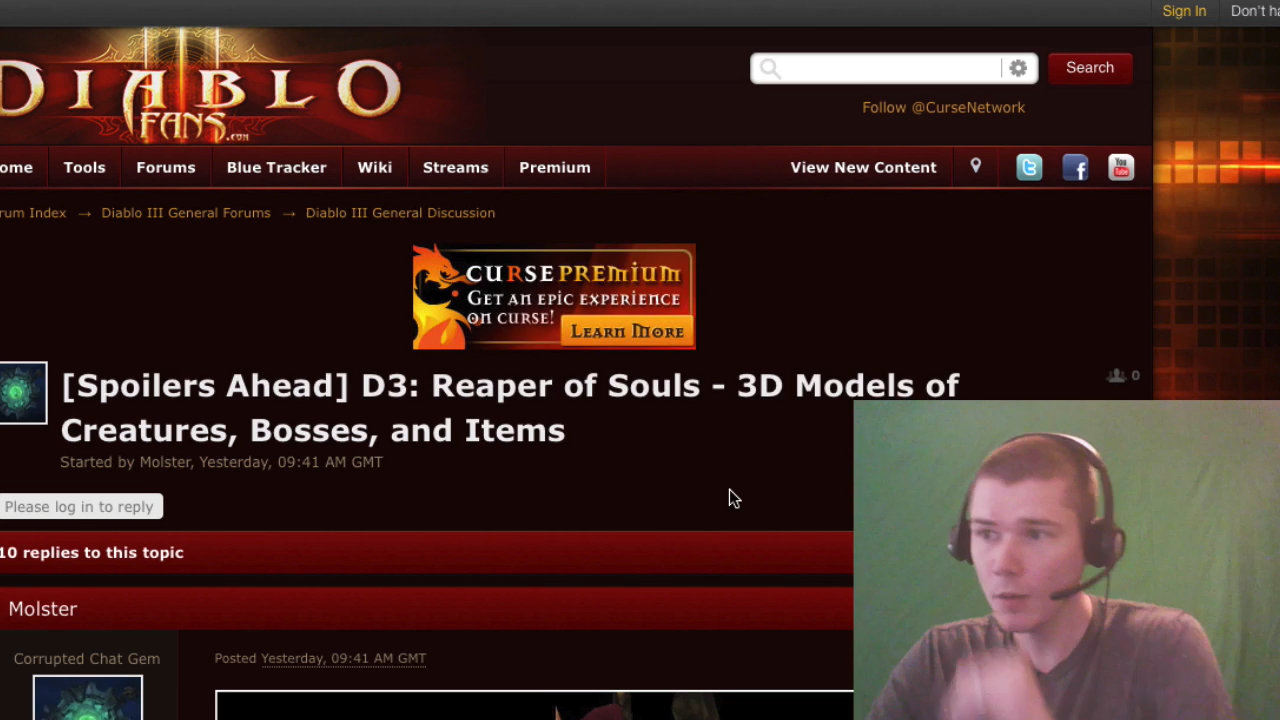 Sign In
Don't ha
DIABLO
FANS.COM
Search
Follow @CurseNetwork
ome Tools Forums Blue Tracker Wiki Streams Premium View New Content
rum Index → Diablo III General Forums → Diablo III General Discussion
CURSE PREMIUM
GET AN EPIC EXPERIENCE
ON CURSE!
LEARN MORE
[Spoilers Ahead] D3: Reaper of Souls - 3D Models of
Creatures, Bosses, and Items
0
Started by Molster, Yesterday, 09:41 AM GMT
Please log in to reply
10 replies to this topic
Molster
Corrupted Chat Gem
Posted Yesterday, 09:41 AM GMT
You
Tube